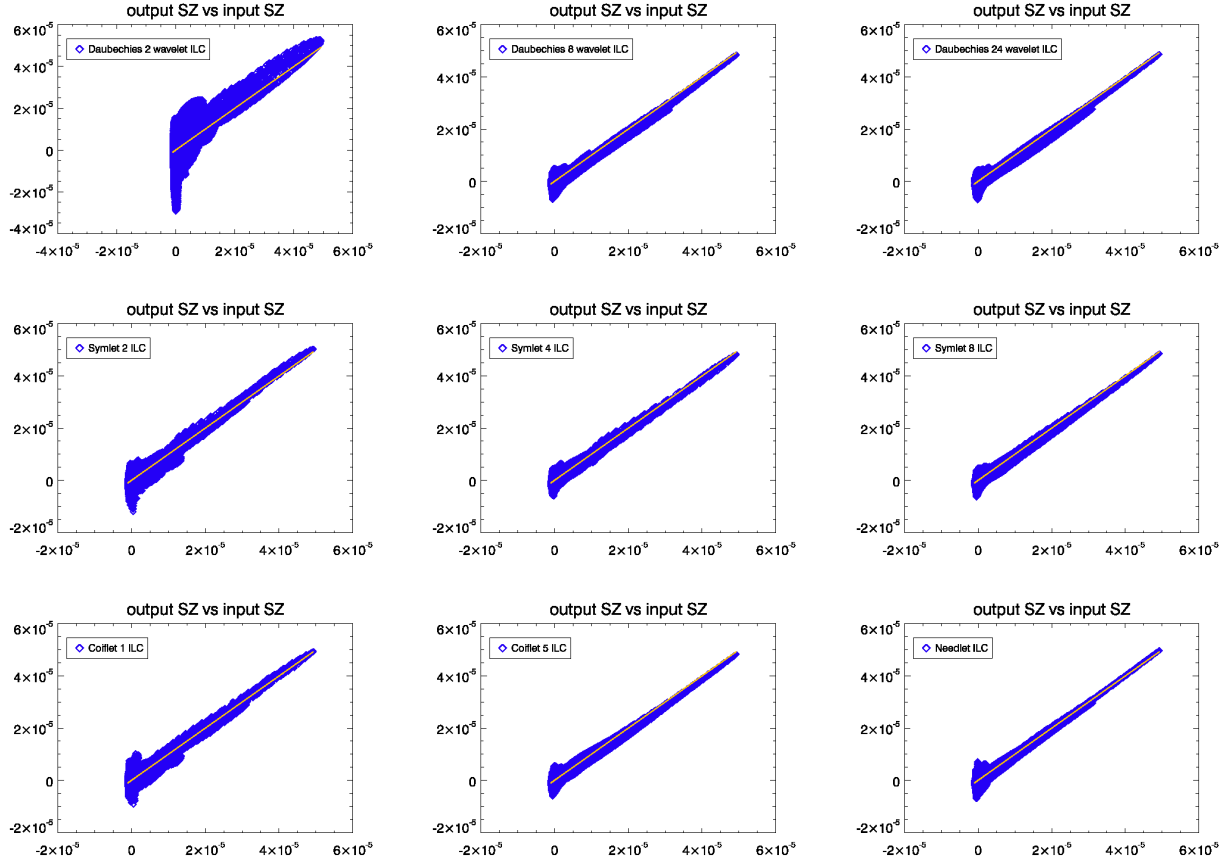 output SZ vs input SZ
output SZ vs input SZ
output SZ vs input SZ
6×10⁻⁵
6×10⁻⁵
6×10⁻⁵
Daubechies 2 wavelet ILC
Daubechies 8 wavelet ILC
Daubechies 24 wavelet ILC
4×10⁻⁵
4×10⁻⁵
4×10⁻⁵
2×10⁻⁵
2×10⁻⁵
2×10⁻⁵
0
0
0
-2×10⁻⁵
-4×10⁻⁵
-2×10⁻⁵
-2×10⁻⁵
-4×10⁻⁵ -2×10⁻⁵ 0 2×10⁻⁵ 4×10⁻⁵ 6×10⁻⁵
-2×10⁻⁵ 0 2×10⁻⁵ 4×10⁻⁵ 6×10⁻⁵
-2×10⁻⁵ 0 2×10⁻⁵ 4×10⁻⁵ 6×10⁻⁵
output SZ vs input SZ
output SZ vs input SZ
output SZ vs input SZ
6×10⁻⁵
6×10⁻⁵
6×10⁻⁵
Symlet 2 ILC
Symlet 4 ILC
Symlet 8 ILC
4×10⁻⁵
4×10⁻⁵
4×10⁻⁵
2×10⁻⁵
2×10⁻⁵
2×10⁻⁵
0
0
0
-2×10⁻⁵
-2×10⁻⁵
-2×10⁻⁵
-2×10⁻⁵ 0 2×10⁻⁵ 4×10⁻⁵ 6×10⁻⁵
-2×10⁻⁵ 0 2×10⁻⁵ 4×10⁻⁵ 6×10⁻⁵
-2×10⁻⁵ 0 2×10⁻⁵ 4×10⁻⁵ 6×10⁻⁵
output SZ vs input SZ
output SZ vs input SZ
output SZ vs input SZ
6×10⁻⁵
6×10⁻⁵
6×10⁻⁵
Coiflet 1 ILC
Coiflet 5 ILC
Needlet ILC
4×10⁻⁵
4×10⁻⁵
4×10⁻⁵
2×10⁻⁵
2×10⁻⁵
2×10⁻⁵
0
0
0
-2×10⁻⁵
-2×10⁻⁵
-2×10⁻⁵
-2×10⁻⁵ 0 2×10⁻⁵ 4×10⁻⁵ 6×10⁻⁵
-2×10⁻⁵ 0 2×10⁻⁵ 4×10⁻⁵ 6×10⁻⁵
-2×10⁻⁵ 0 2×10⁻⁵ 4×10⁻⁵ 6×10⁻⁵